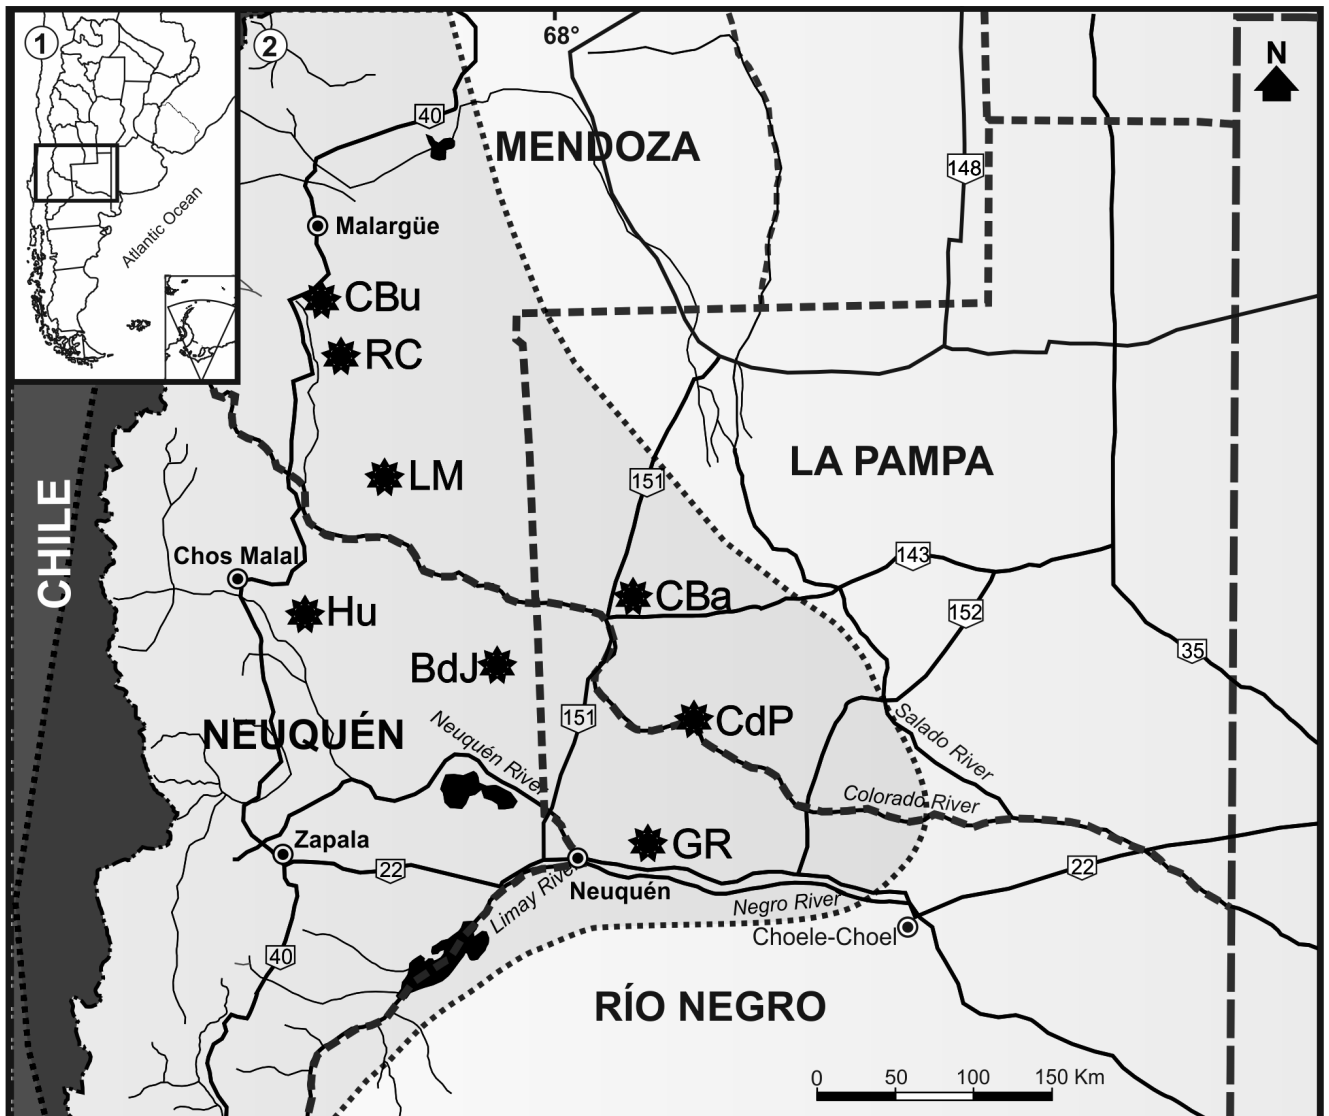 1
2
68°
N
40
MENDOZA
148
Atlantic Ocean
Malargüe
CBu
RC
LA PAMPA
LM
151
CHILE
Chos Malal
143
CBa
Hu
152
35
BdJ
151
CdP
NEUQUÉN
Neuquén River
Salado River
Colorado River
Zapala
GR
22
22
Neuquén
Limay River
Negro River
Choele-Choel
40
RÍO NEGRO
0 50 100 150 Km